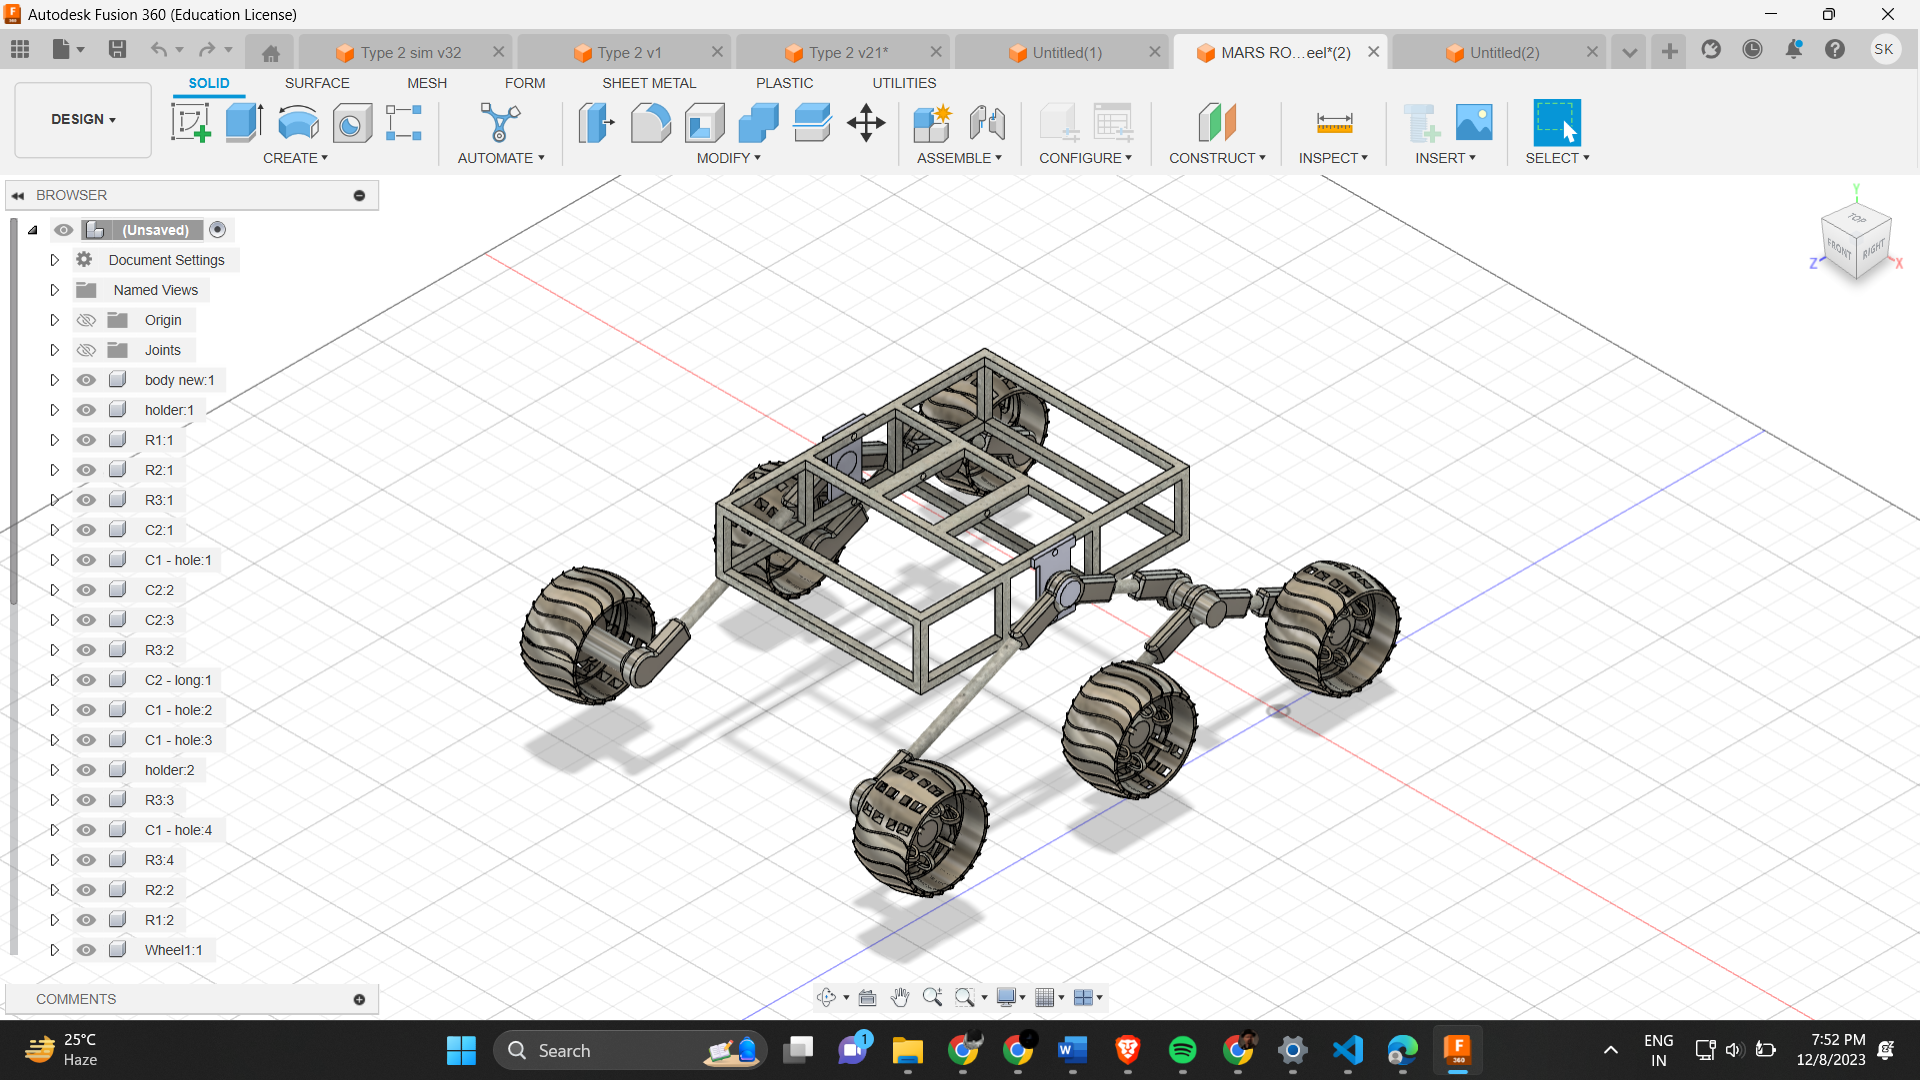 Autodesk Fusion 360 (Education License)
Type 2 sim v32
Type 2 v1
Type 2 v21*
Untitled(1)
MARS RO...eel*(2)
Untitled(2)
SK
DESIGN
SOLID
SURFACE
MESH
FORM
SHEET METAL
PLASTIC
UTILITIES
CREATE
AUTOMATE
MODIFY
ASSEMBLE
CONFIGURE
CONSTRUCT
INSPECT
INSERT
SELECT
BROWSER
(Unsaved)
Document Settings
Named Views
Origin
Joints
body new:1
holder:1
R1:1
R2:1
R3:1
C2:1
C1 - hole:1
C2:2
C2:3
R3:2
C2 - long:1
C1 - hole:2
C1 - hole:3
holder:2
R3:3
C1 - hole:4
R3:4
R2:2
R1:2
Wheel1:1
COMMENTS
Y
TOP
FRONT
RIGHT
Z
X
25°C
Haze
Search
1
W
F
360
ENG
IN
7:52 PM
12/8/2023